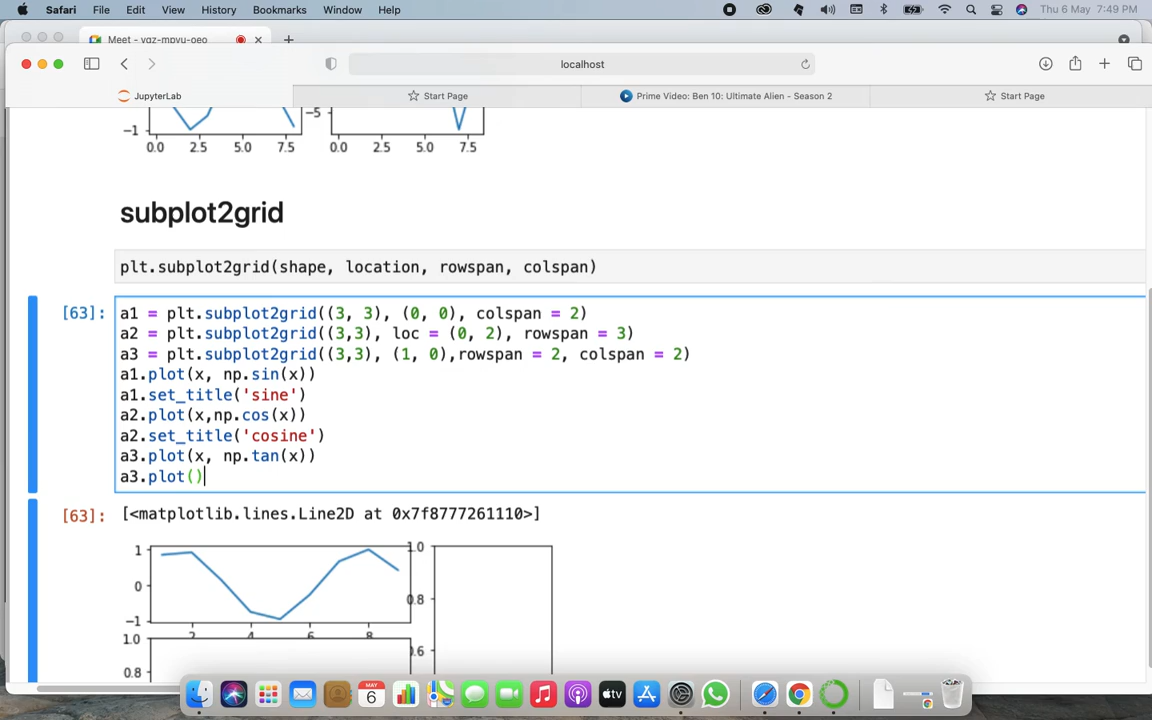 Safari File Edit View History Bookmarks Window Help Thu 6 May 7:49 PM
Meet - vgz-mpvu-oeo
localhost
JupyterLab Start Page Prime Video: Ben 10: Ultimate Alien - Season 2 Start Page
−1 −5
0.0 2.5 5.0 7.5 0.0 2.5 5.0 7.5
subplot2grid
plt.subplot2grid(shape, location, rowspan, colspan)
[63]: a1 = plt.subplot2grid((3, 3), (0, 0), colspan = 2)
a2 = plt.subplot2grid((3,3), loc = (0, 2), rowspan = 3)
a3 = plt.subplot2grid((3,3), (1, 0),rowspan = 2, colspan = 2)
a1.plot(x, np.sin(x))
a1.set_title('sine')
a2.plot(x,np.cos(x))
a2.set_title('cosine')
a3.plot(x, np.tan(x))
a3.plot()
[63]: [<matplotlib.lines.Line2D at 0x7f8777261110>]
1 1.0
0 0.8
−1
2 4 6 8
1.0 0.6
0.8
MAY
6
tv